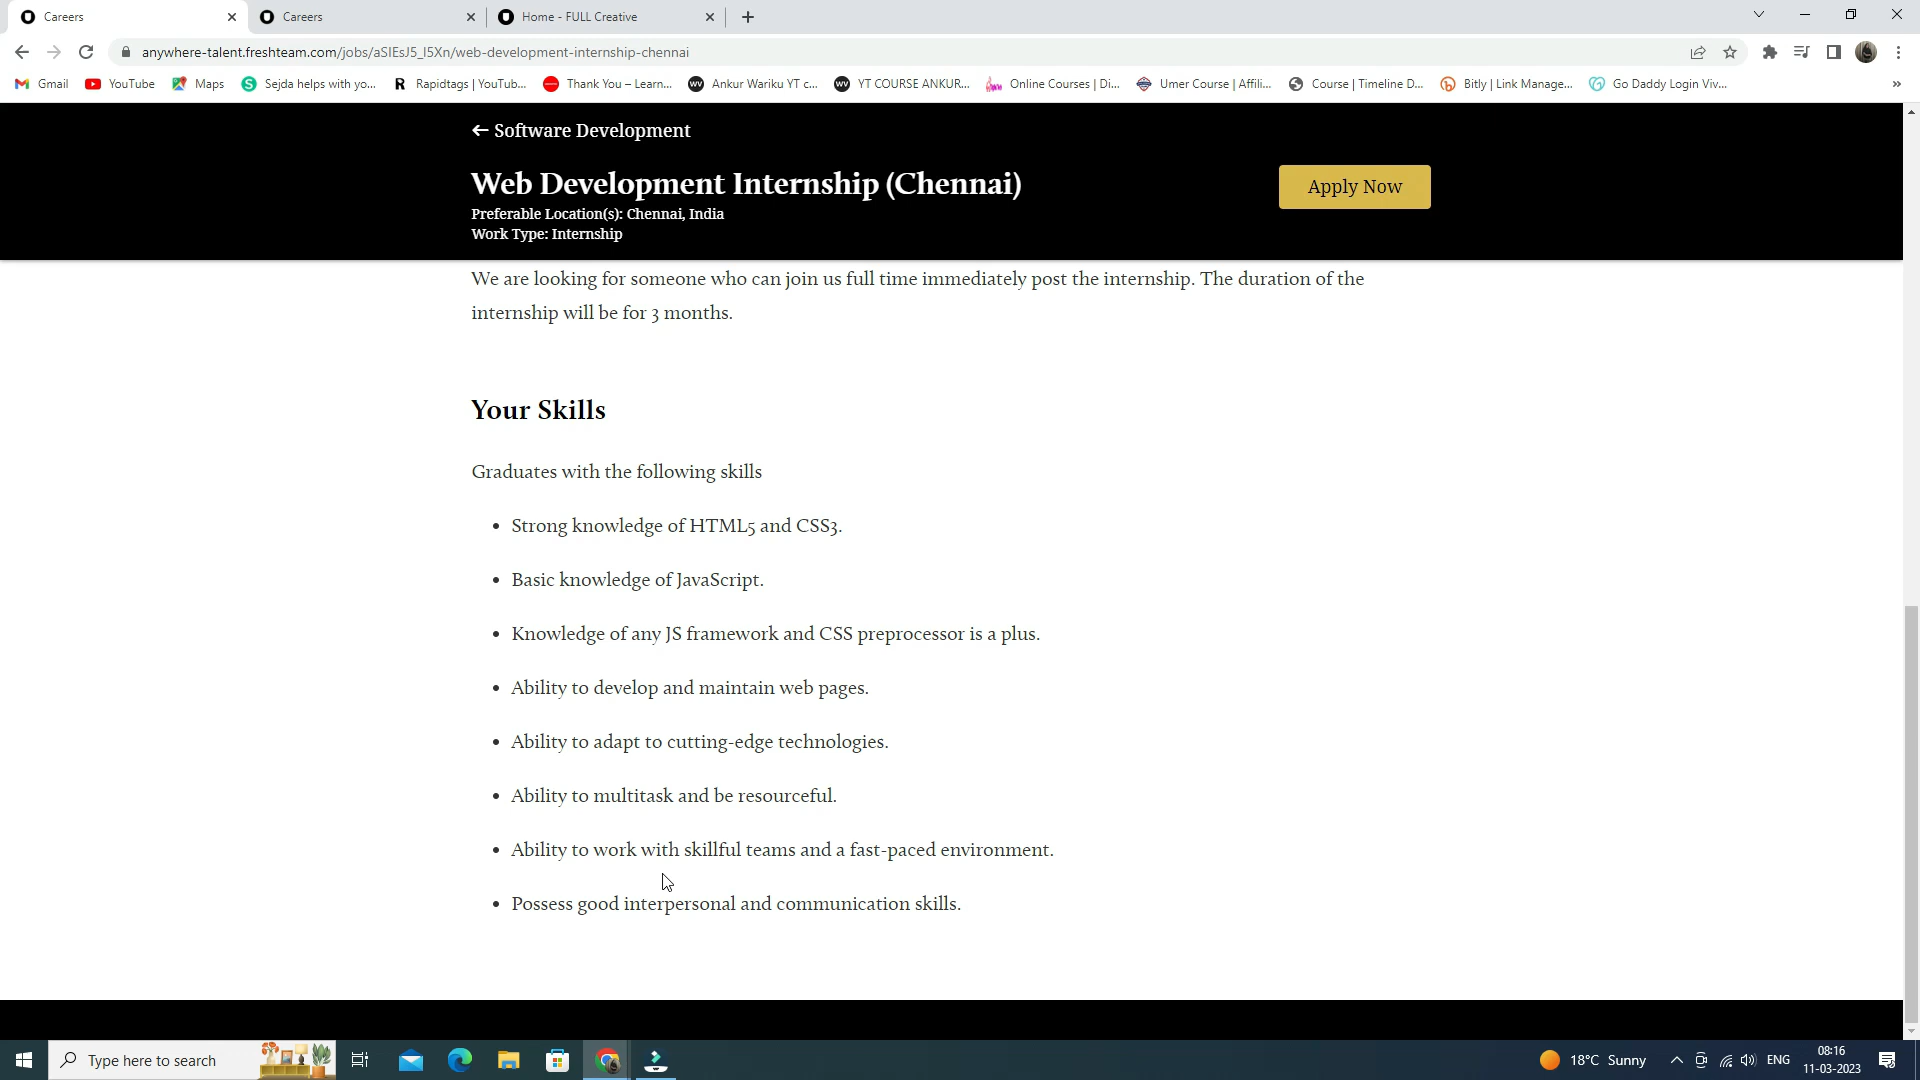 Careers
Careers
Home - FULL Creative
anywhere-talent.freshteam.com/jobs/aSIEsJ5_I5Xn/web-development-internship-chennai
Gmail
YouTube
Maps
Sejda helps with yo...
Rapidtags | YouTub...
Thank You – Learn...
Ankur Wariku YT c...
YT COURSE ANKUR...
Online Courses | Di...
Umer Course | Affili...
Course | Timeline D...
Bitly | Link Manage...
Go Daddy Login Viv...
»
← Software Development
Web Development Internship (Chennai)
Apply Now
Preferable Location(s): Chennai, India
Work Type: Internship
We are looking for someone who can join us full time immediately post the internship. The duration of the
internship will be for 3 months.
Your Skills
Graduates with the following skills
• Strong knowledge of HTML5 and CSS3.
• Basic knowledge of JavaScript.
• Knowledge of any JS framework and CSS preprocessor is a plus.
• Ability to develop and maintain web pages.
• Ability to adapt to cutting-edge technologies.
• Ability to multitask and be resourceful.
• Ability to work with skillful teams and a fast-paced environment.
• Possess good interpersonal and communication skills.
Type here to search
18°C Sunny
ENG
08:16
11-03-2023